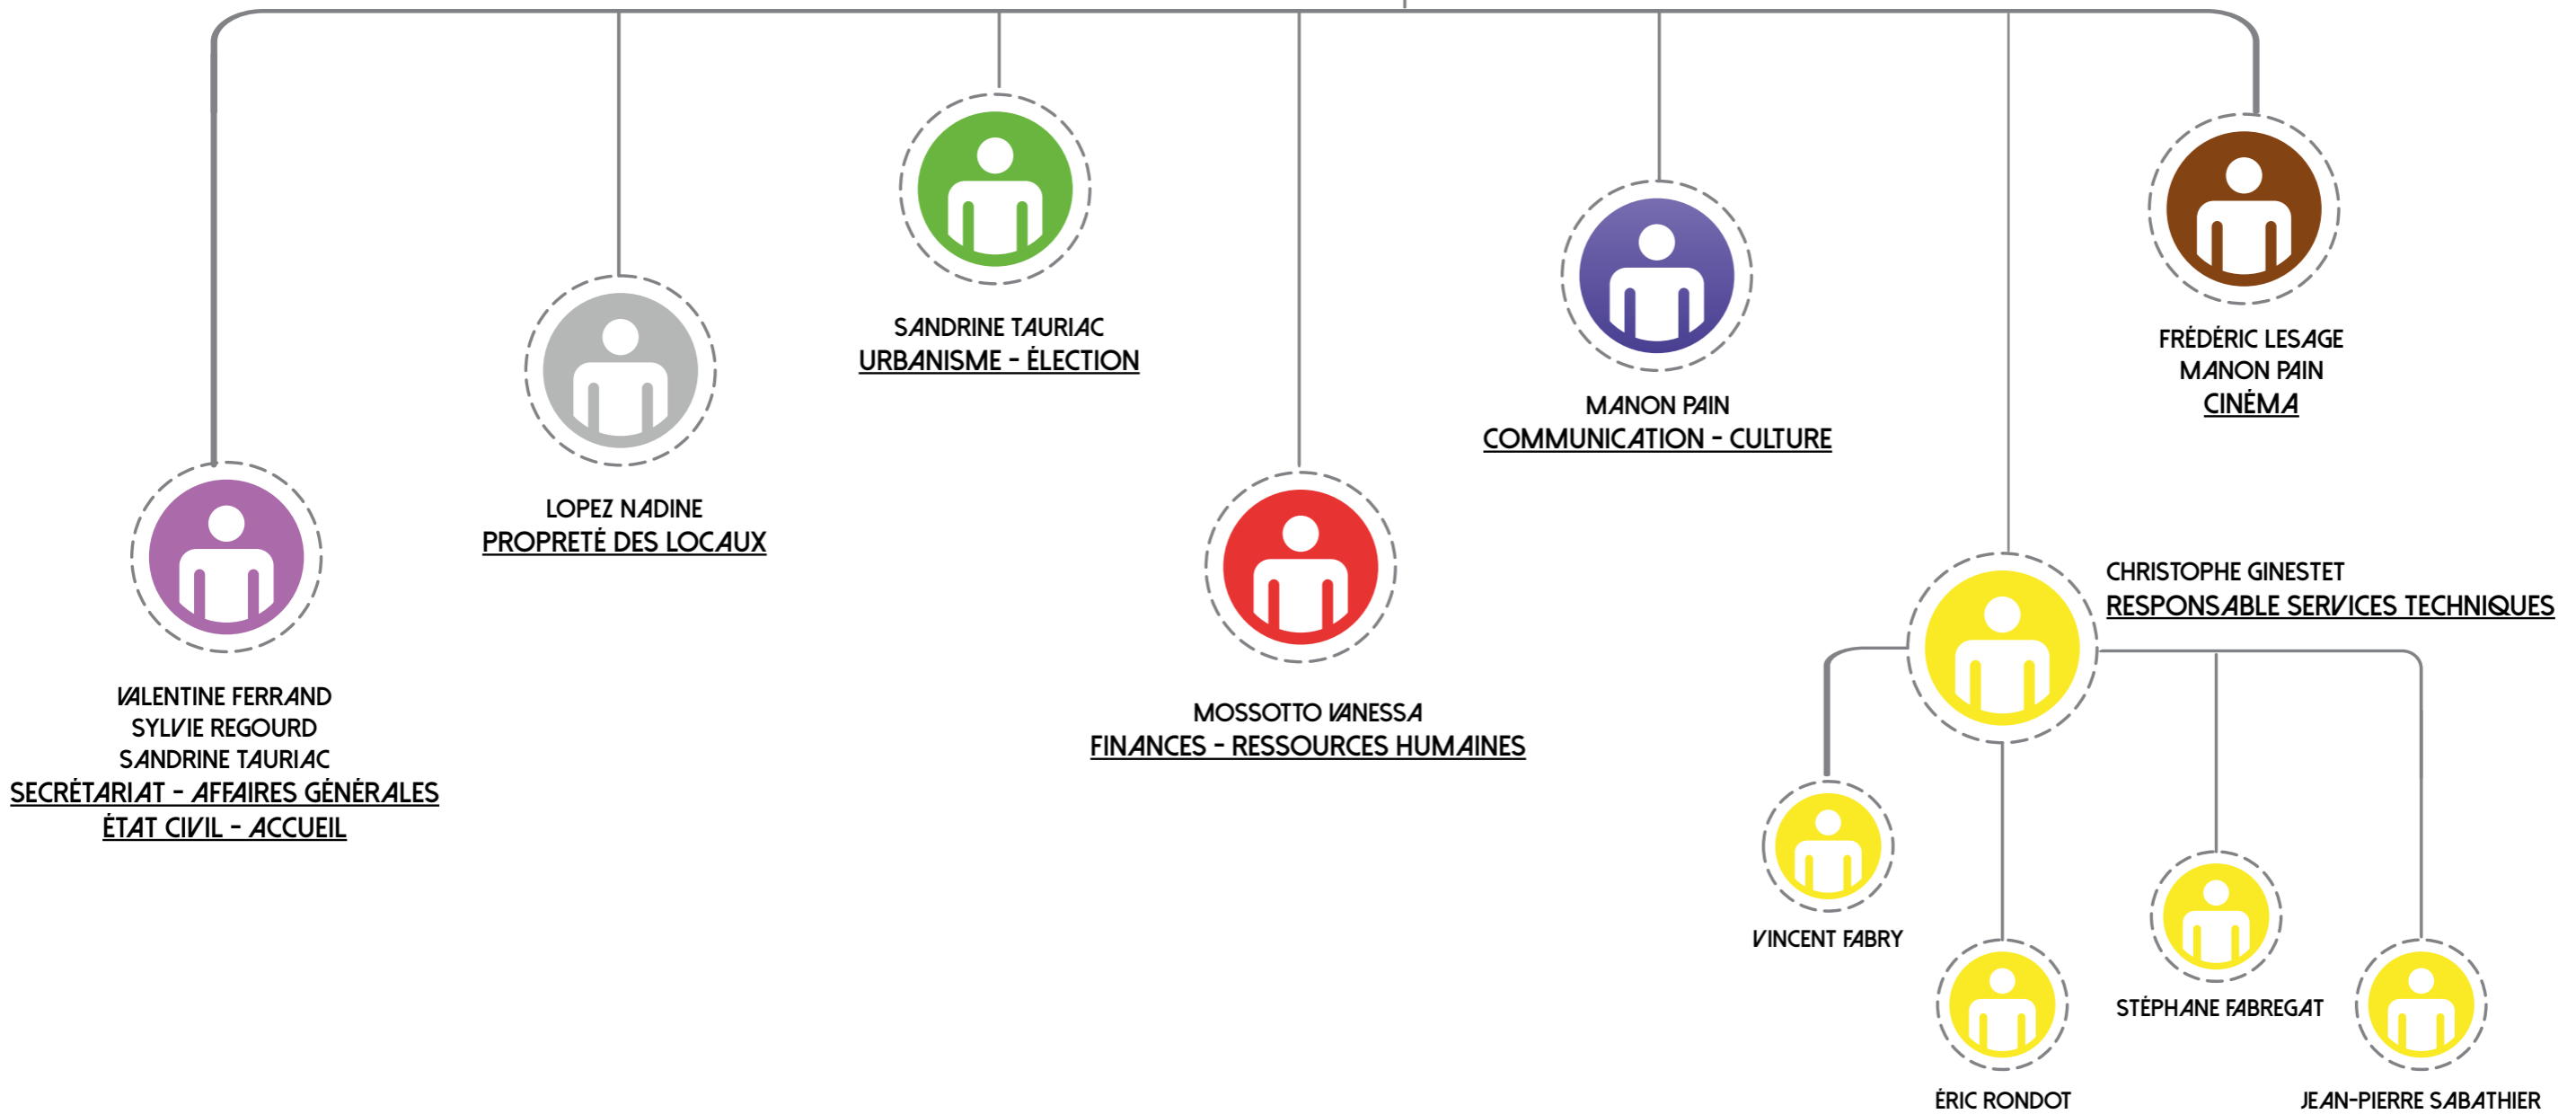 SANDRINE TAURIAC
URBANISME - ÉLECTION
FRÉDÉRIC LESAGE
MANON PAIN
CINÉMA
MANON PAIN
COMMUNICATION - CULTURE
LOPEZ NADINE
PROPRETÉ DES LOCAUX
CHRISTOPHE GINESTET
RESPONSABLE SERVICES TECHNIQUES
VALENTINE FERRAND
SYLVIE REGOURD
SANDRINE TAURIAC
SECRÉTARIAT - AFFAIRES GÉNÉRALES
ÉTAT CIVIL - ACCUEIL
MOSSOTTO VANESSA
FINANCES - RESSOURCES HUMAINES
VINCENT FABRY
STÉPHANE FABREGAT
ÉRIC RONDOT
JEAN-PIERRE SABATHIER